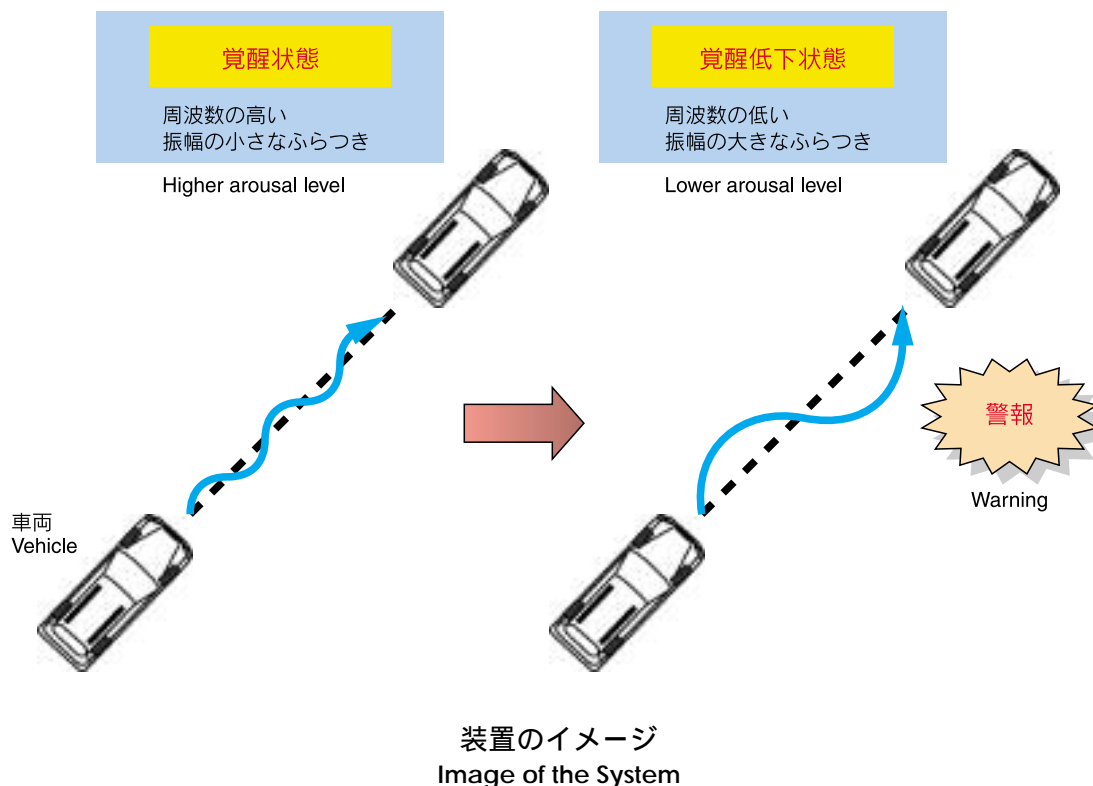 覚醒状態
周波数の高い
振幅の小さなふらつき
Higher arousal level
覚醒低下状態
周波数の低い
振幅の大きなふらつき
Lower arousal level
警報
Warning
車両
Vehicle
装置のイメージ
Image of the System